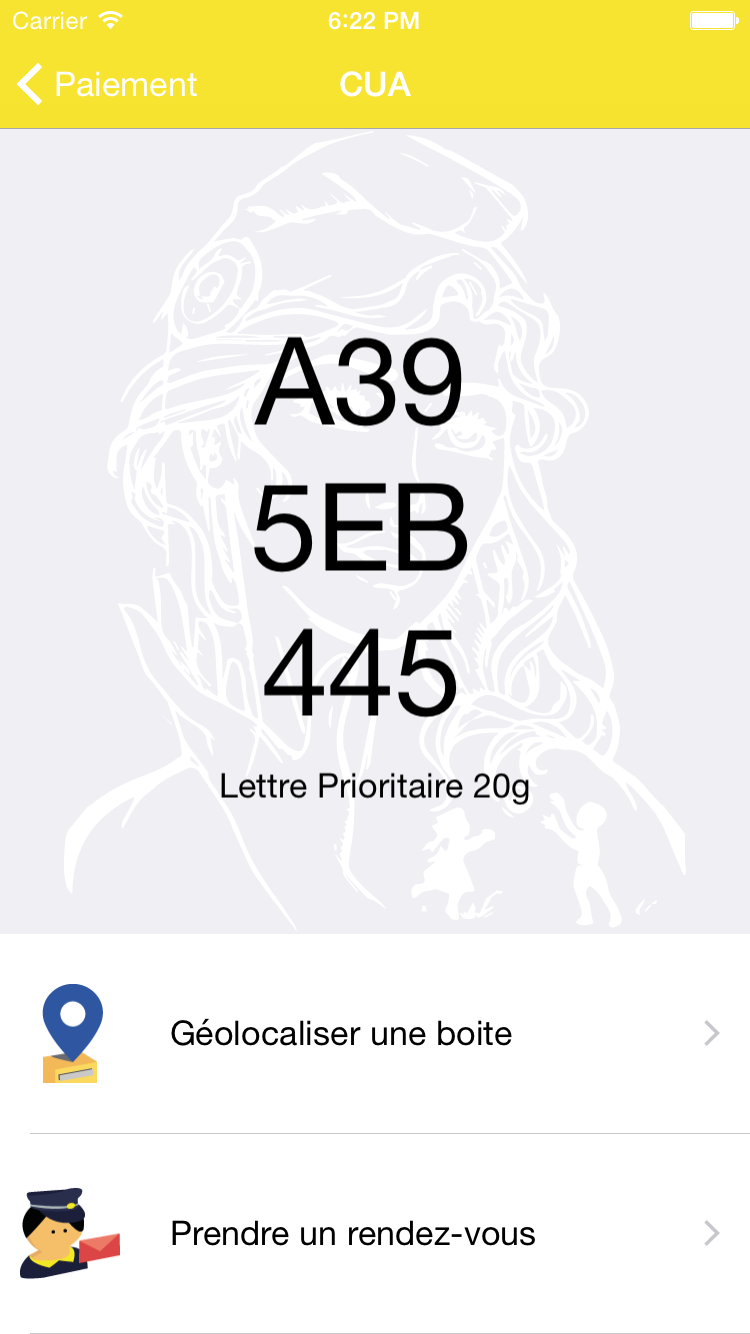 Carrier 6:22 PM
Paiement CUA
A39
5EB
445
Lettre Prioritaire 20g
Géolocaliser une boite
Prendre un rendez-vous